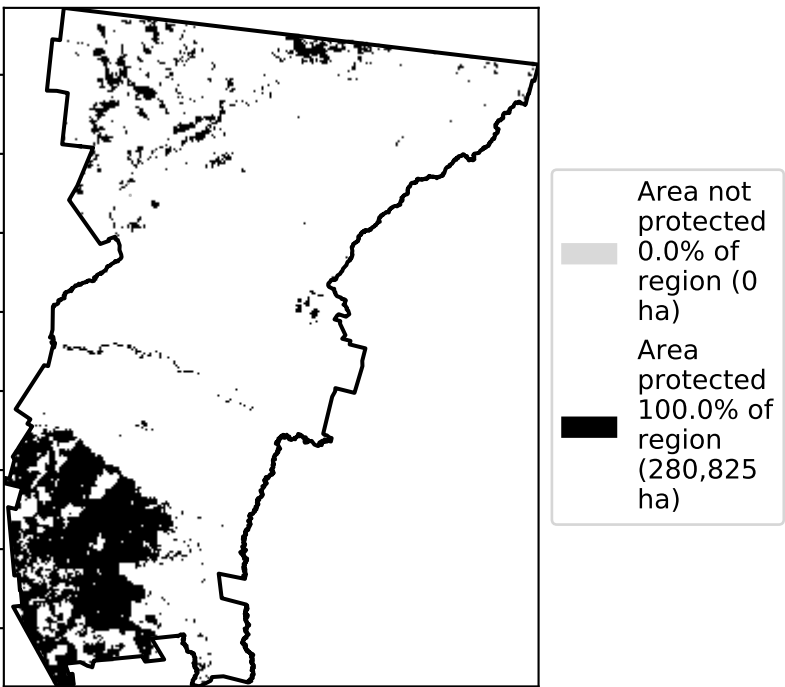 Area not
protected
0.0% of
region (0
ha)
Area
protected
100.0% of
region
(280,825
ha)